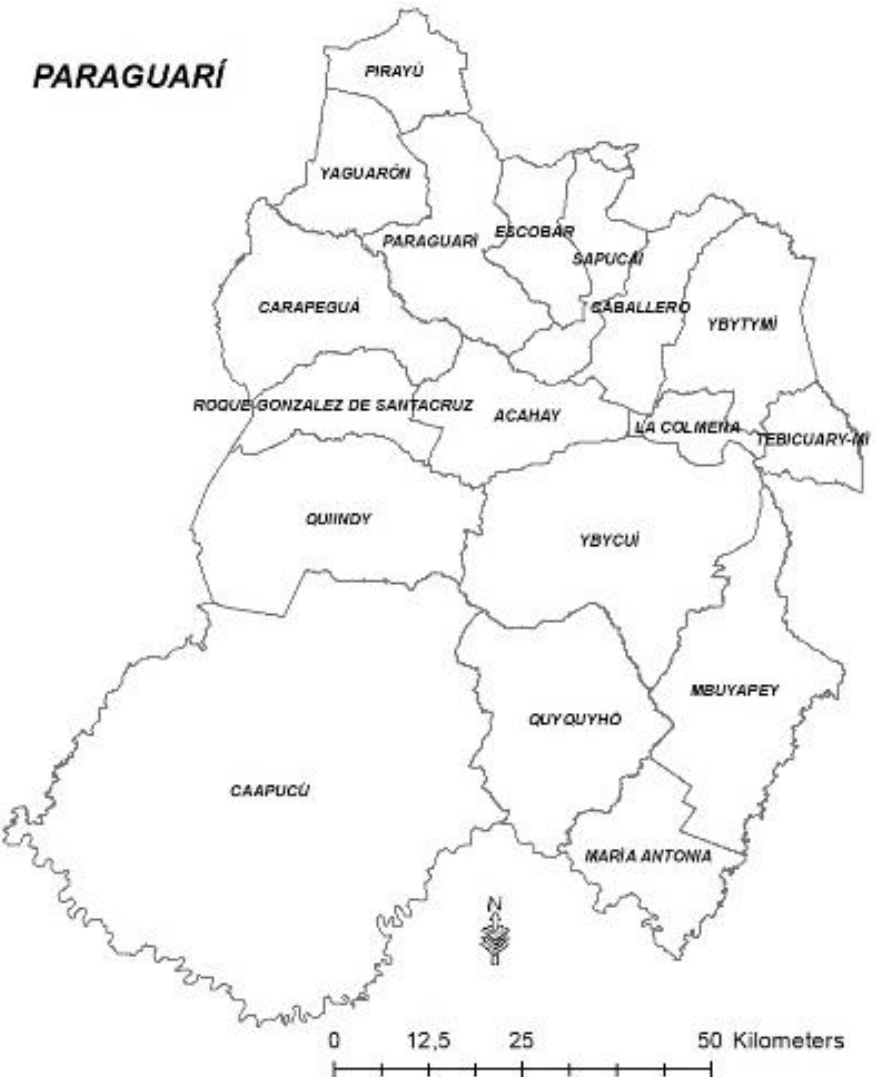 PARAGUARÍ
PIRAYÚ
YAGUARÓN
PARAGUARÍ
ESCOBAR
SAPUCAÍ
CARAPEGUÁ
CABALLERO
YBYTYMÍ
ROQUE GONZALEZ DE SANTACRUZ
ACAHAY
LA COLMENA
TEBICUARY-MÍ
QUIINDY
YBYCUÍ
MBUYAPEY
QUYQUYHÓ
CAAPUCÚ
MARÍA ANTONIA
N
0 12,5 25 50 Kilometers